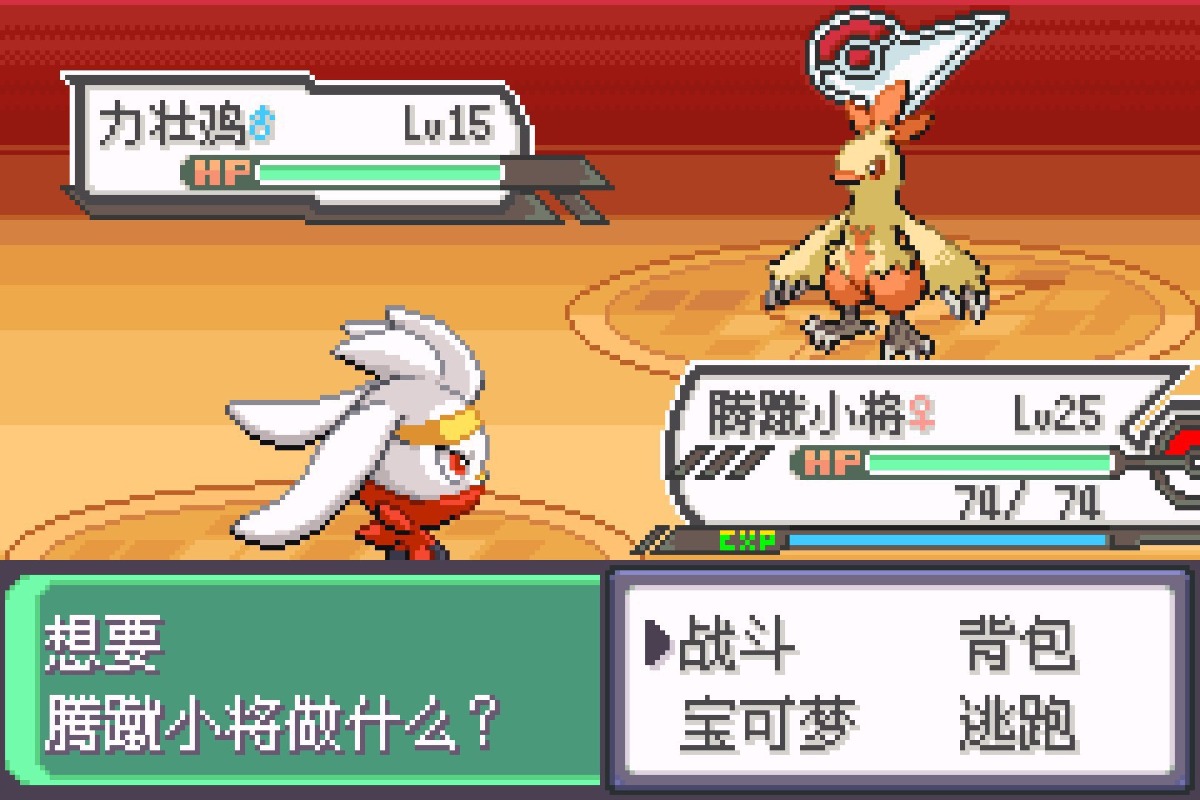 力壮鸡♂ Lv15
HP
腾蹴小将♀ Lv25
HP
74/ 74
EXP
想要
腾蹴小将做什么？
战斗 背包
宝可梦 逃跑